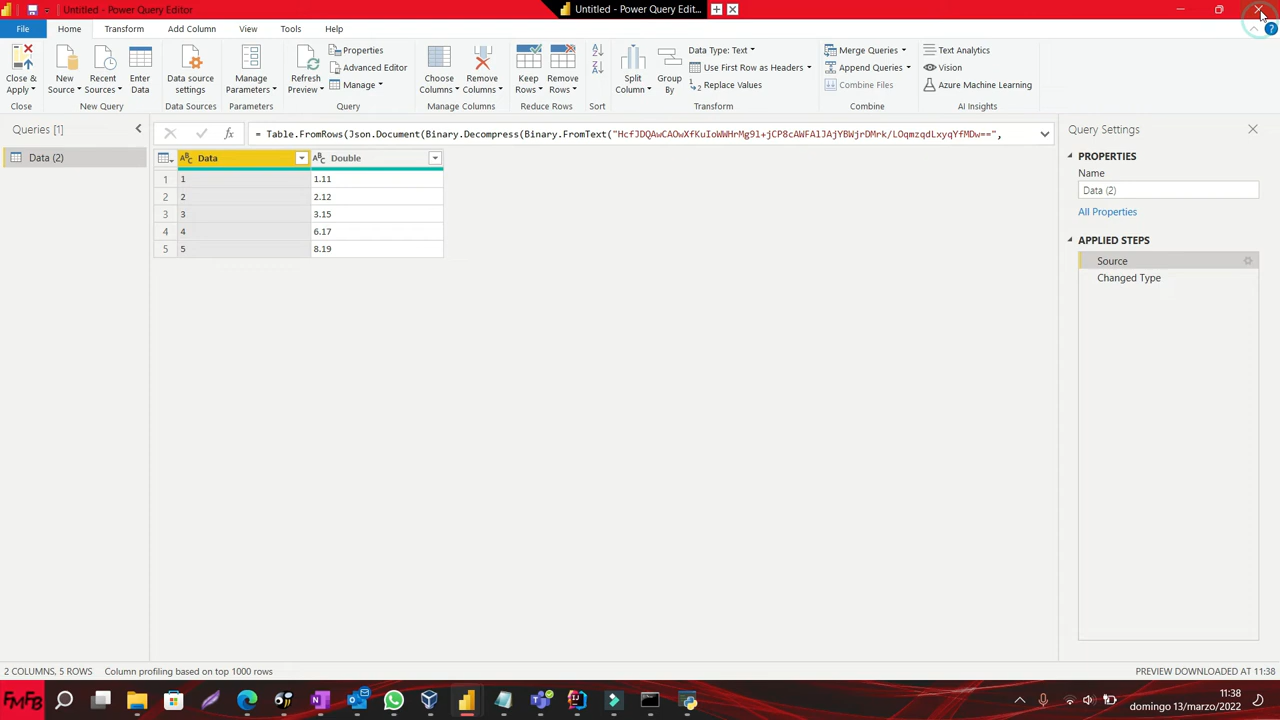 Untitled - Power Query Editor
Untitled - Power Query Edit...
File
Home
Transform
Add Column
View
Tools
Help
Close & Apply
New Source
Recent Sources
Enter Data
Data source settings
Manage Parameters
Refresh Preview
Properties
Advanced Editor
Manage
Choose Columns
Remove Columns
Keep Rows
Remove Rows
Split Column
Group By
Data Type: Text
Use First Row as Headers
Replace Values
Merge Queries
Append Queries
Combine Files
Text Analytics
Vision
Azure Machine Learning
Close
New Query
Data Sources
Parameters
Query
Manage Columns
Reduce Rows
Sort
Transform
Combine
AI Insights
Queries [1]
Data (2)
= Table.FromRows(Json.Document(Binary.Decompress(Binary.FromText("HcfJDQAwCAOwXfKuIoWWHrMg9l+jCP8cAWFAlJAjYBWjrDMrk/LOqmzqdLxyqYfMDw==",
Data Double
1 1 1.11
2 2 2.12
3 3 3.15
4 4 6.17
5 5 8.19
Query Settings
PROPERTIES
Name
Data (2)
All Properties
APPLIED STEPS
Source
Changed Type
2 COLUMNS, 5 ROWS
Column profiling based on top 1000 rows
PREVIEW DOWNLOADED AT 11:38
FMFB
11:38
domingo 13/marzo/2022